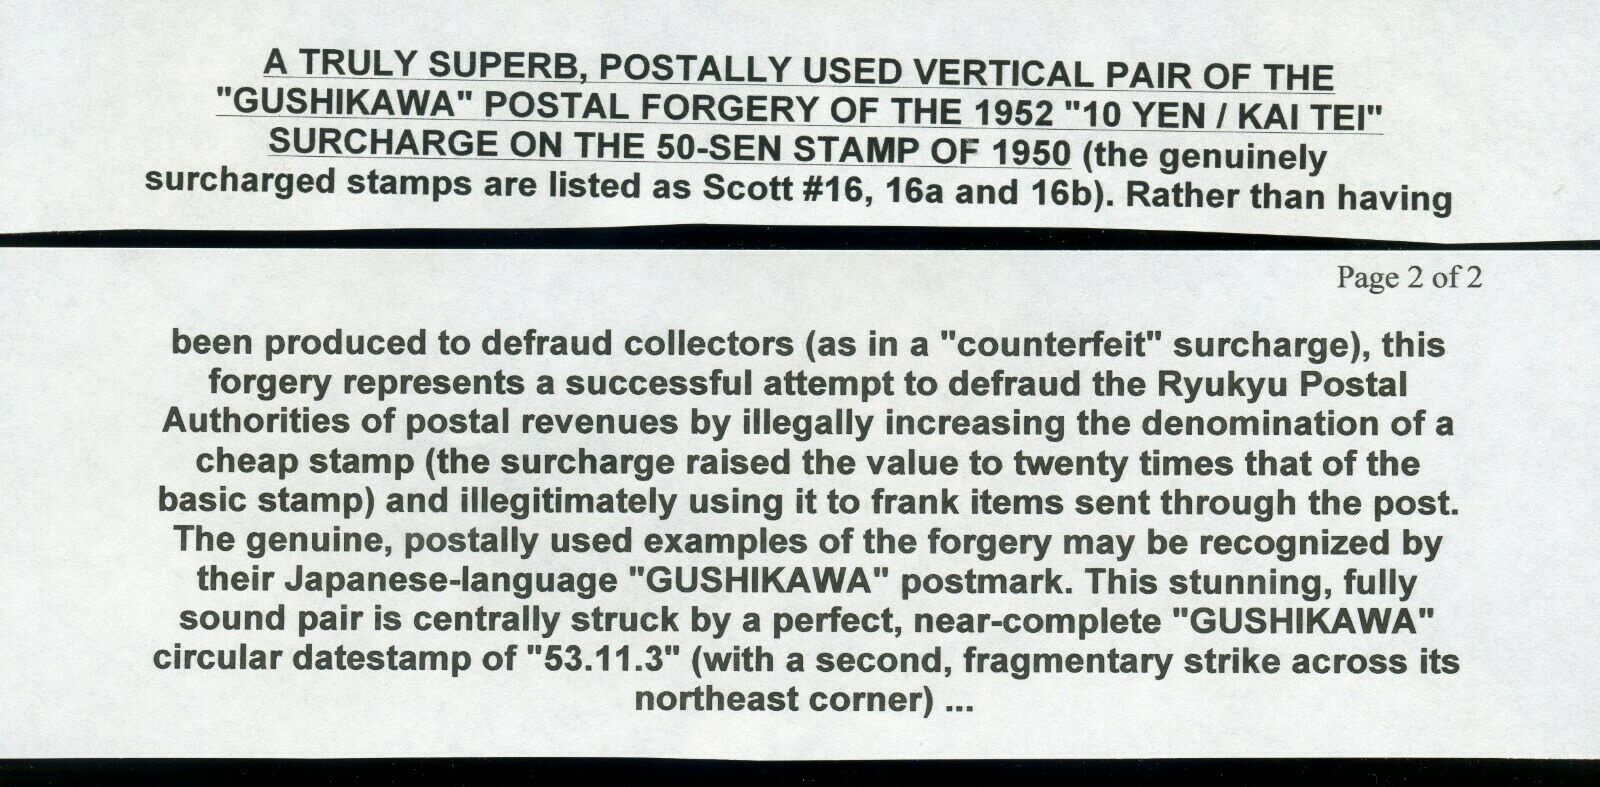 A TRULY SUPERB, POSTALLY USED VERTICAL PAIR OF THE
"GUSHIKAWA" POSTAL FORGERY OF THE 1952 "10 YEN / KAI TEI"
SURCHARGE ON THE 50-SEN STAMP OF 1950 (the genuinely
surcharged stamps are listed as Scott #16, 16a and 16b). Rather than having
Page 2 of 2
been produced to defraud collectors (as in a "counterfeit" surcharge), this
forgery represents a successful attempt to defraud the Ryukyu Postal
Authorities of postal revenues by illegally increasing the denomination of a
cheap stamp (the surcharge raised the value to twenty times that of the
basic stamp) and illegitimately using it to frank items sent through the post.
The genuine, postally used examples of the forgery may be recognized by
their Japanese-language "GUSHIKAWA" postmark. This stunning, fully
sound pair is centrally struck by a perfect, near-complete "GUSHIKAWA"
circular datestamp of "53.11.3" (with a second, fragmentary strike across its
northeast corner) ...